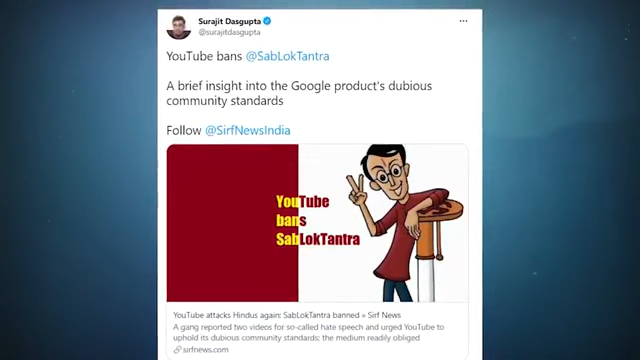 Surajit Dasgupta
@surajitdasgupta
YouTube bans @SabLokTantra
A brief insight into the Google product's dubious
community standards
Follow @SirfNewsIndia
YouTube
bans
SabLokTantra
YouTube attacks Hindus again: SabLokTantra banned » Sirf News
A gang reported two videos for so-called hate speech and urged YouTube to
uphold its dubious community standards; the medium readily obliged
sirfnews.com